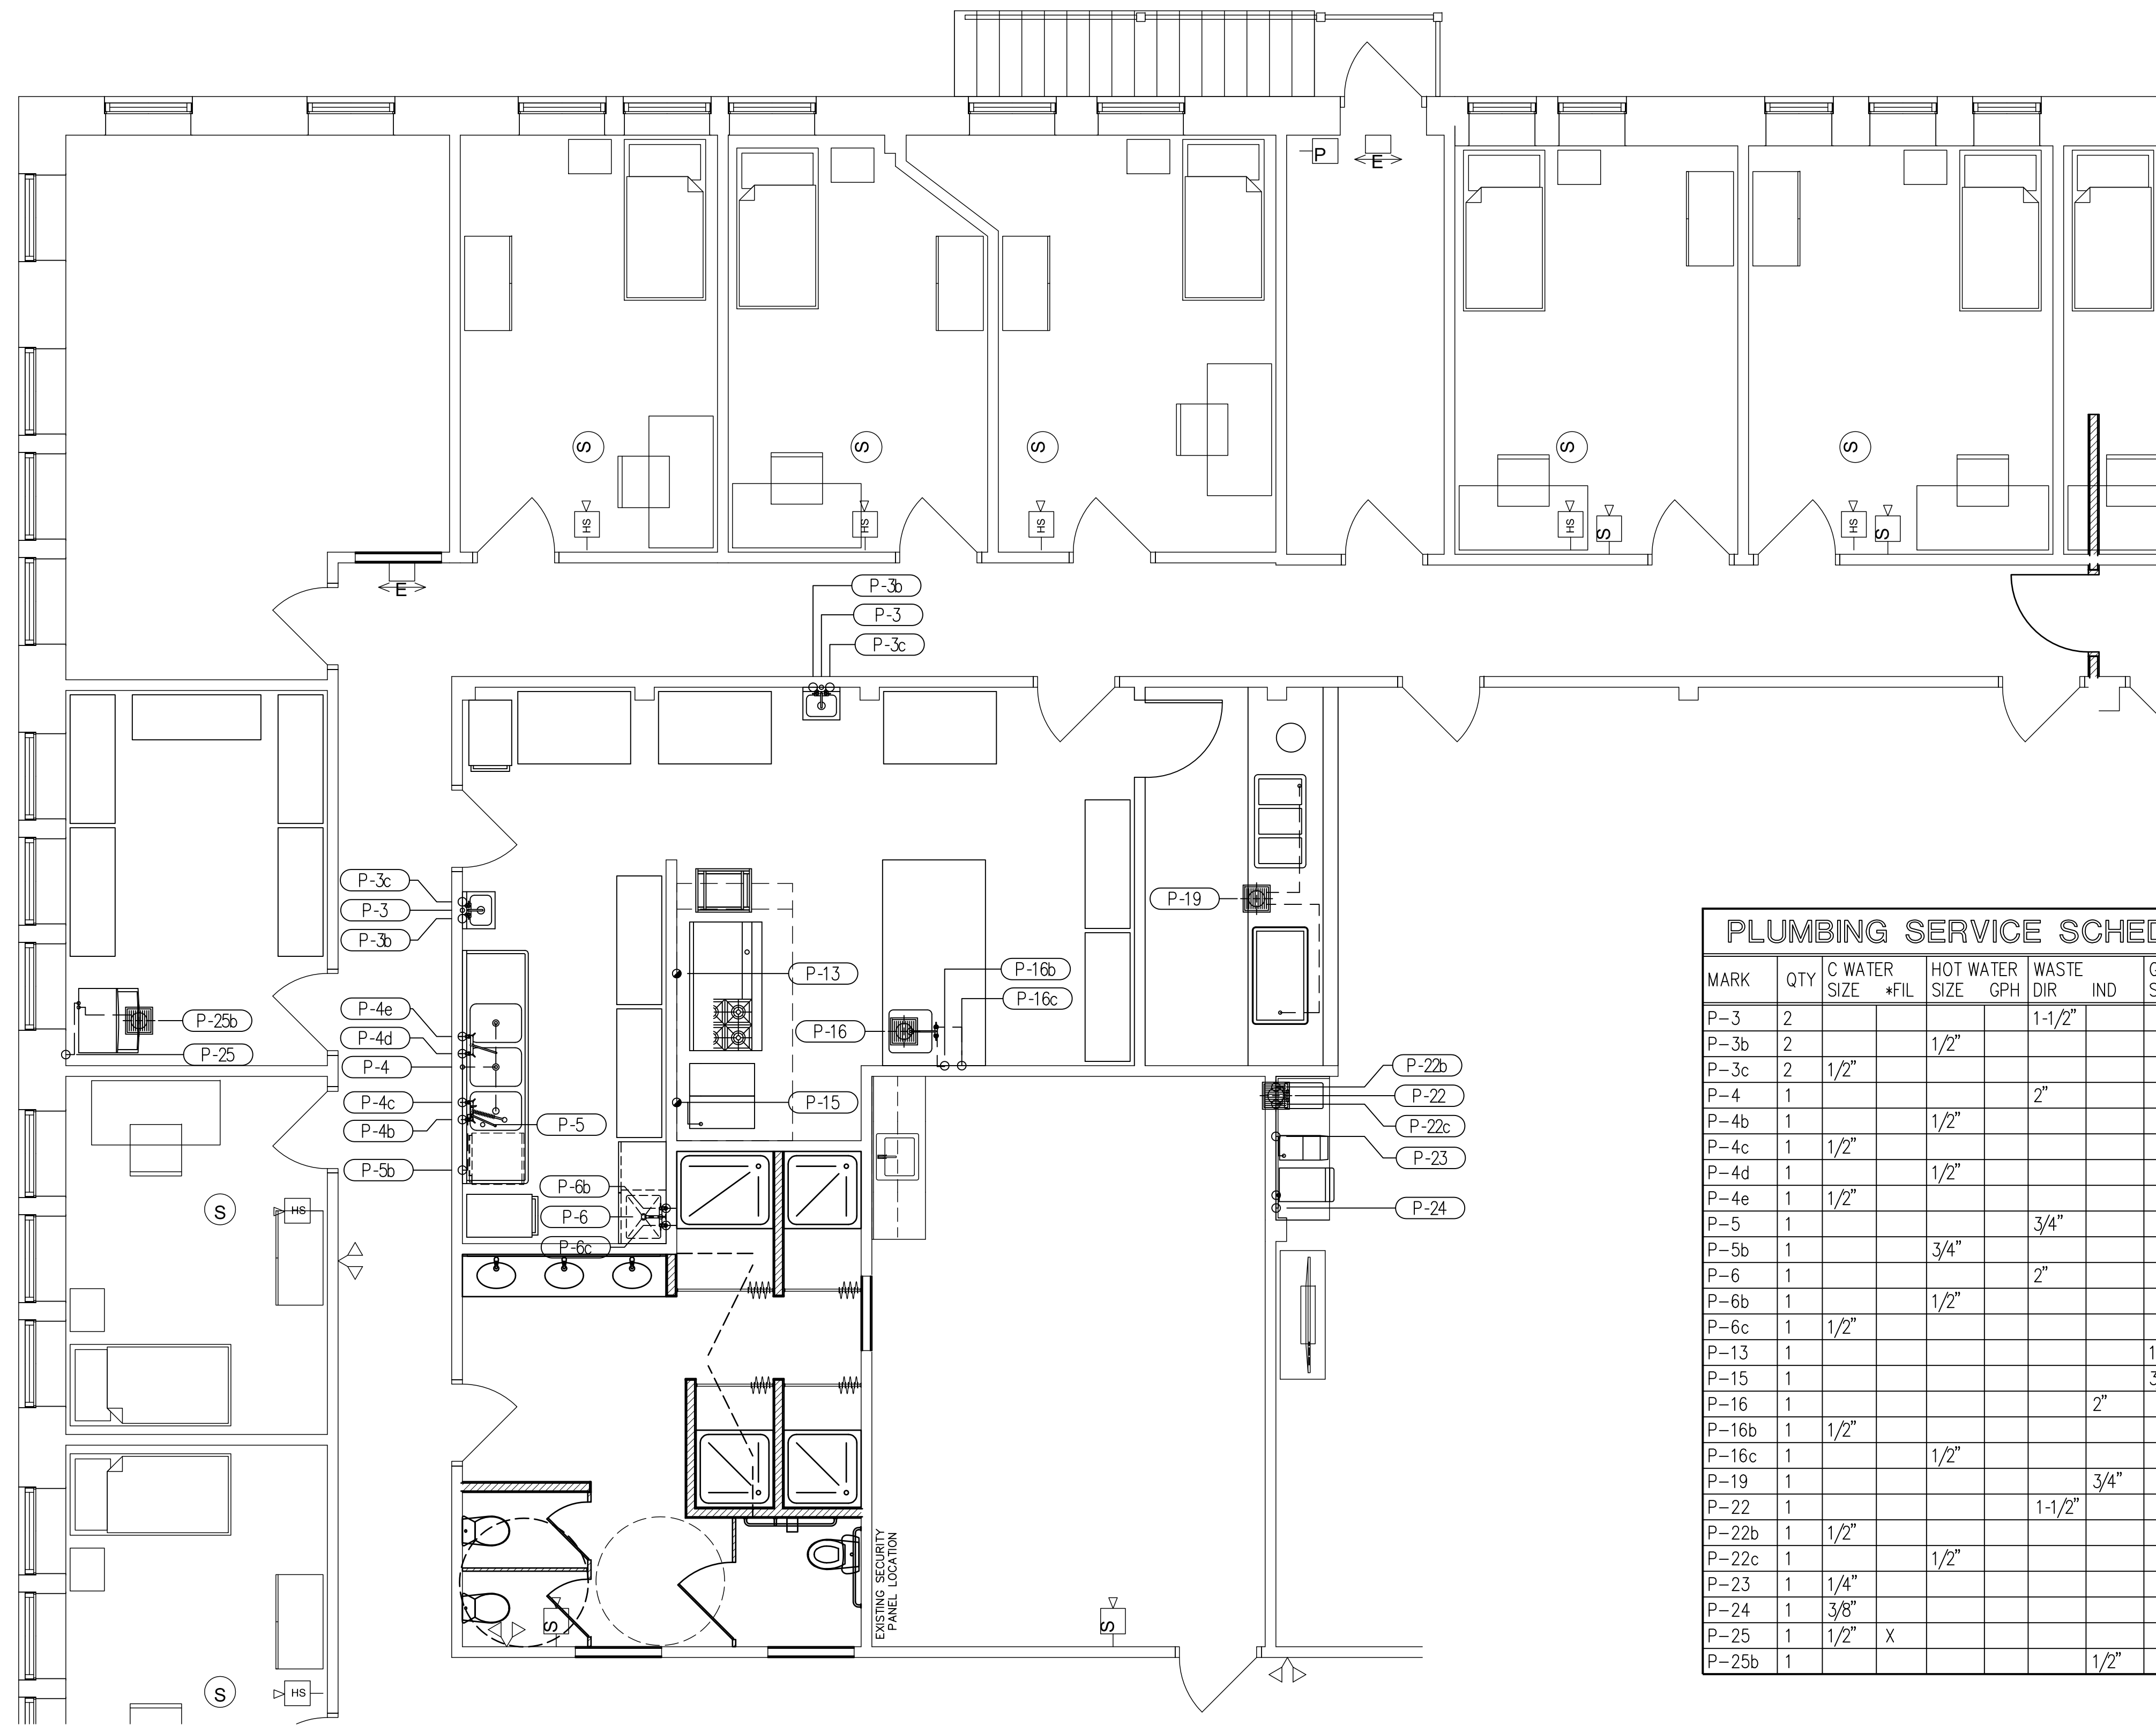 P
E
S
S
S
S
S
HS
HS
HS
HS
S
HS
S
E
P-3b
P-3
P-3c
P-3c
P-3
P-3b
P-19
P-13
P-16b
P-16c
P-4e
P-25b
P-16
P-4d
P-25
P-4
P-22b
P-22
P-4c
P-15
P-5
P-22c
P-4b
P-23
P-5b
P-6b
P-24
S
HS
P-6
P-6c
EXISTING SECURITY
PANEL LOCATION
S
S
S
HS
PLUMBING SERVICE SCHED
MARK QTY C WATER SIZE *FIL HOT WATER SIZE GPH WASTE DIR IND
P-3 2 1-1/2"
P-3b 2 1/2"
P-3c 2 1/2"
P-4 1 2"
P-4b 1 1/2"
P-4c 1 1/2"
P-4d 1 1/2"
P-4e 1 1/2"
P-5 1 3/4"
P-5b 1 3/4"
P-6 1 2"
P-6b 1 1/2"
P-6c 1 1/2"
P-13 1 1
P-15 1 3
P-16 1 2"
P-16b 1 1/2"
P-16c 1 1/2"
P-19 1 3/4"
P-22 1 1-1/2"
P-22b 1 1/2"
P-22c 1 1/2"
P-23 1 1/4"
P-24 1 3/8"
P-25 1 1/2" X
P-25b 1 1/2"